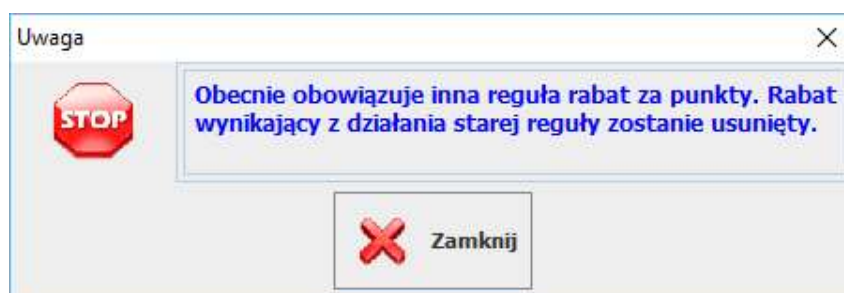 Uwaga
STOP
Obecnie obowiązuje inna reguła rabat za punkty. Rabat
wynikający z działania starej reguły zostanie usunięty.
Zamknij